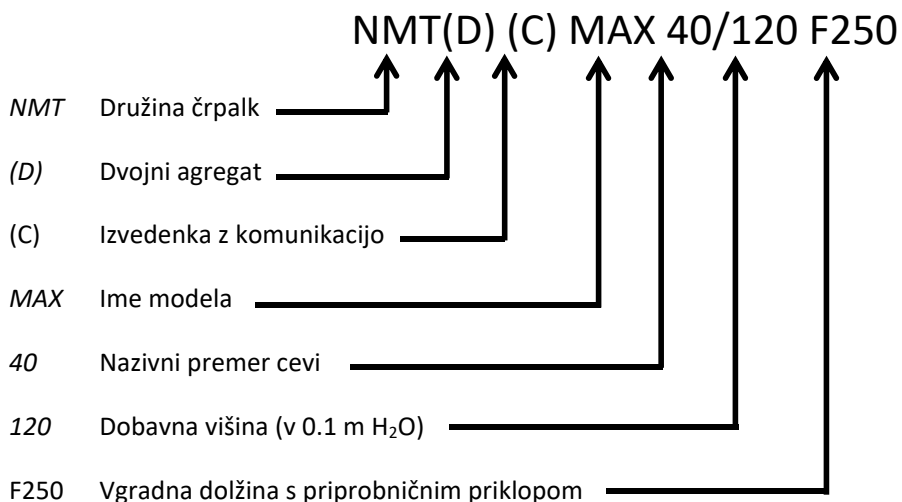 NMT(D) (C) MAX 40/120 F250
NMT Družina črpalk
(D) Dvojni agregat
(C) Izvedenka z komunikacijo
MAX Ime modela
40 Nazivni premer cevi
120 Dobavna višina (v 0.1 m H₂O)
F250 Vgradna dolžina s priprobničnim priklopom